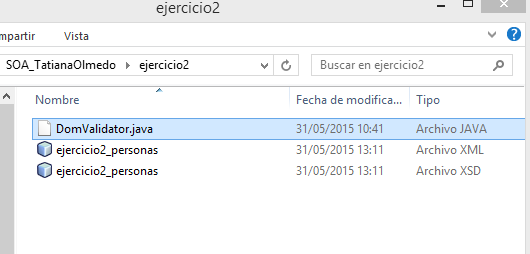 ejercicio2
mpartir Vista
SOA_TatianaOlmedo ejercicio2 Buscar en ejercicio2
Nombre Fecha de modifica... Tipo
DomValidator.java 31/05/2015 10:41 Archivo JAVA
ejercicio2_personas 31/05/2015 13:11 Archivo XML
ejercicio2_personas 31/05/2015 13:11 Archivo XSD